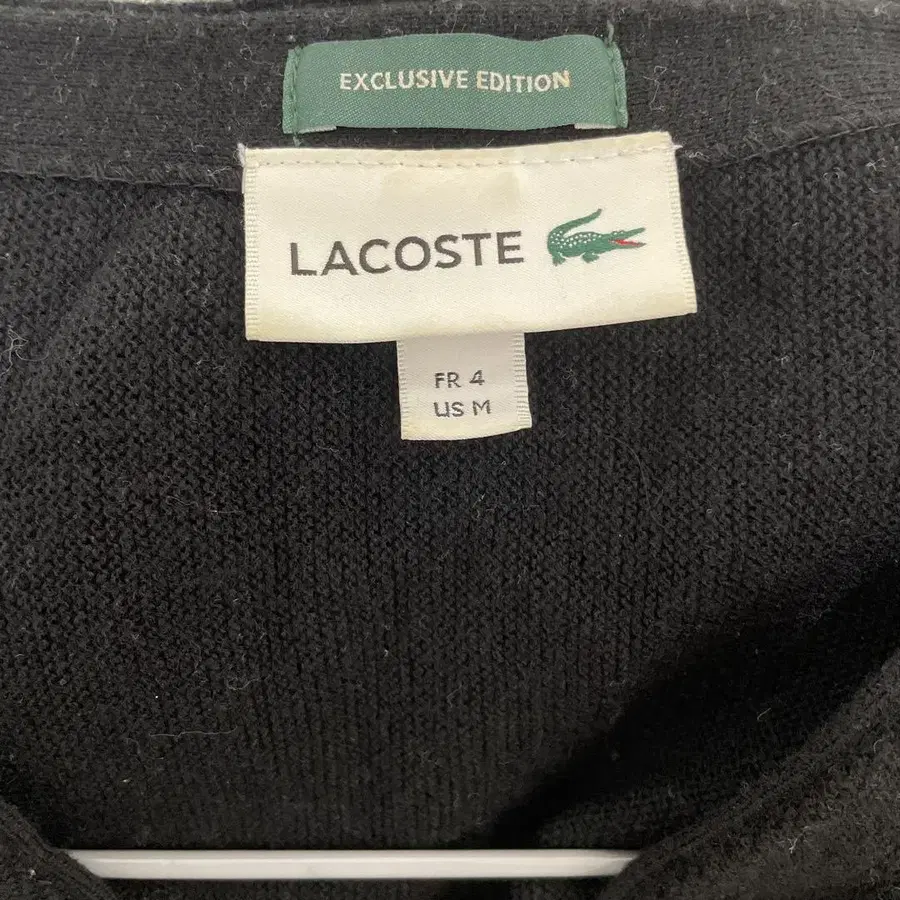 EXCLUSIVE EDITION
LACOSTE
FR 4
US M